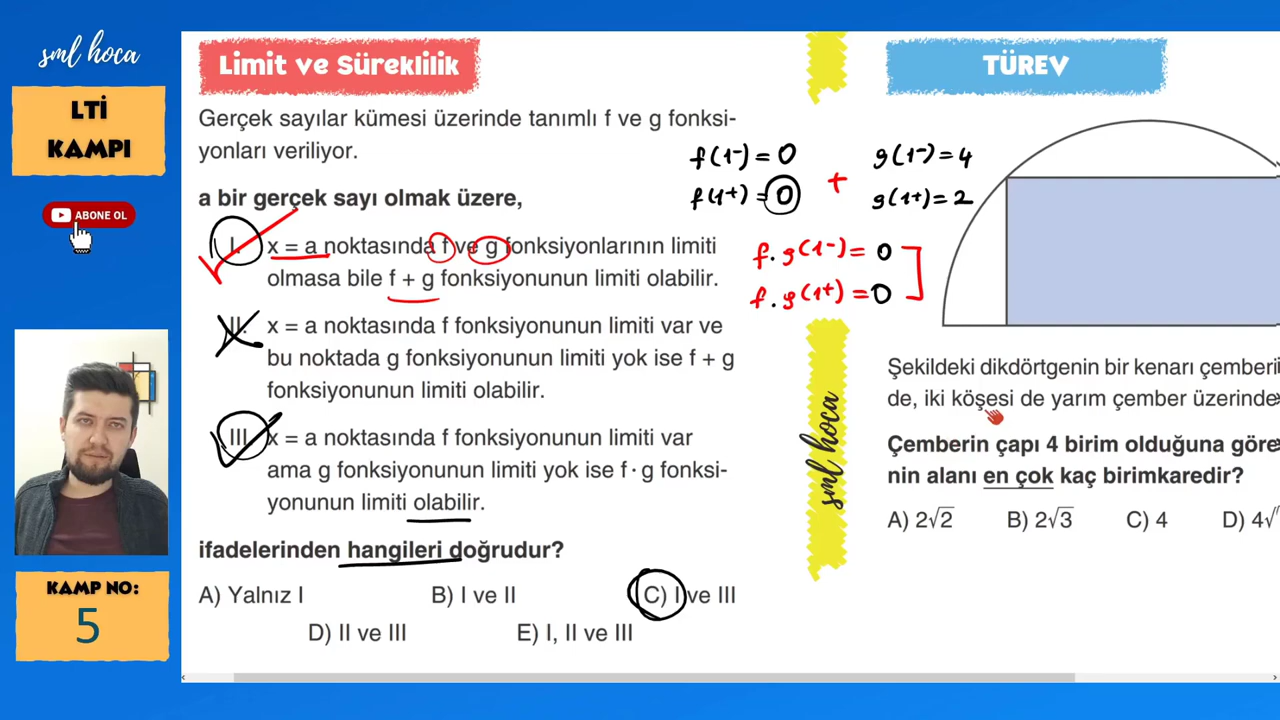 sml hoca
LTİ
KAMPI
ABONE OL
KAMP NO:
5
Limit ve Süreklilik
Gerçek sayılar kümesi üzerinde tanımlı f ve g fonksi-
yonları veriliyor.
a bir gerçek sayı olmak üzere,
I. x = a noktasında f ve g fonksiyonlarının limiti
olmasa bile f + g fonksiyonunun limiti olabilir.
II. x = a noktasında f fonksiyonunun limiti var ve
bu noktada g fonksiyonunun limiti yok ise f + g
fonksiyonunun limiti olabilir.
III. x = a noktasında f fonksiyonunun limiti var
ama g fonksiyonunun limiti yok ise f · g fonksi-
yonunun limiti olabilir.
ifadelerinden hangileri doğrudur?
A) Yalnız I B) I ve II C) I ve III
D) II ve III E) I, II ve III
f(1-) = 0 + g(1-) = 4
f(1+) = 0 g(1+) = 2
f.g(1-) = 0
f.g(1+) = 0
sml hoca
TÜREV
Şekildeki dikdörtgenin bir kenarı çemberi
de, iki köşesi de yarım çember üzerinde
Çemberin çapı 4 birim olduğuna göre
nin alanı en çok kaç birimkaredir?
A) 2√2 B) 2√3 C) 4 D) 4√